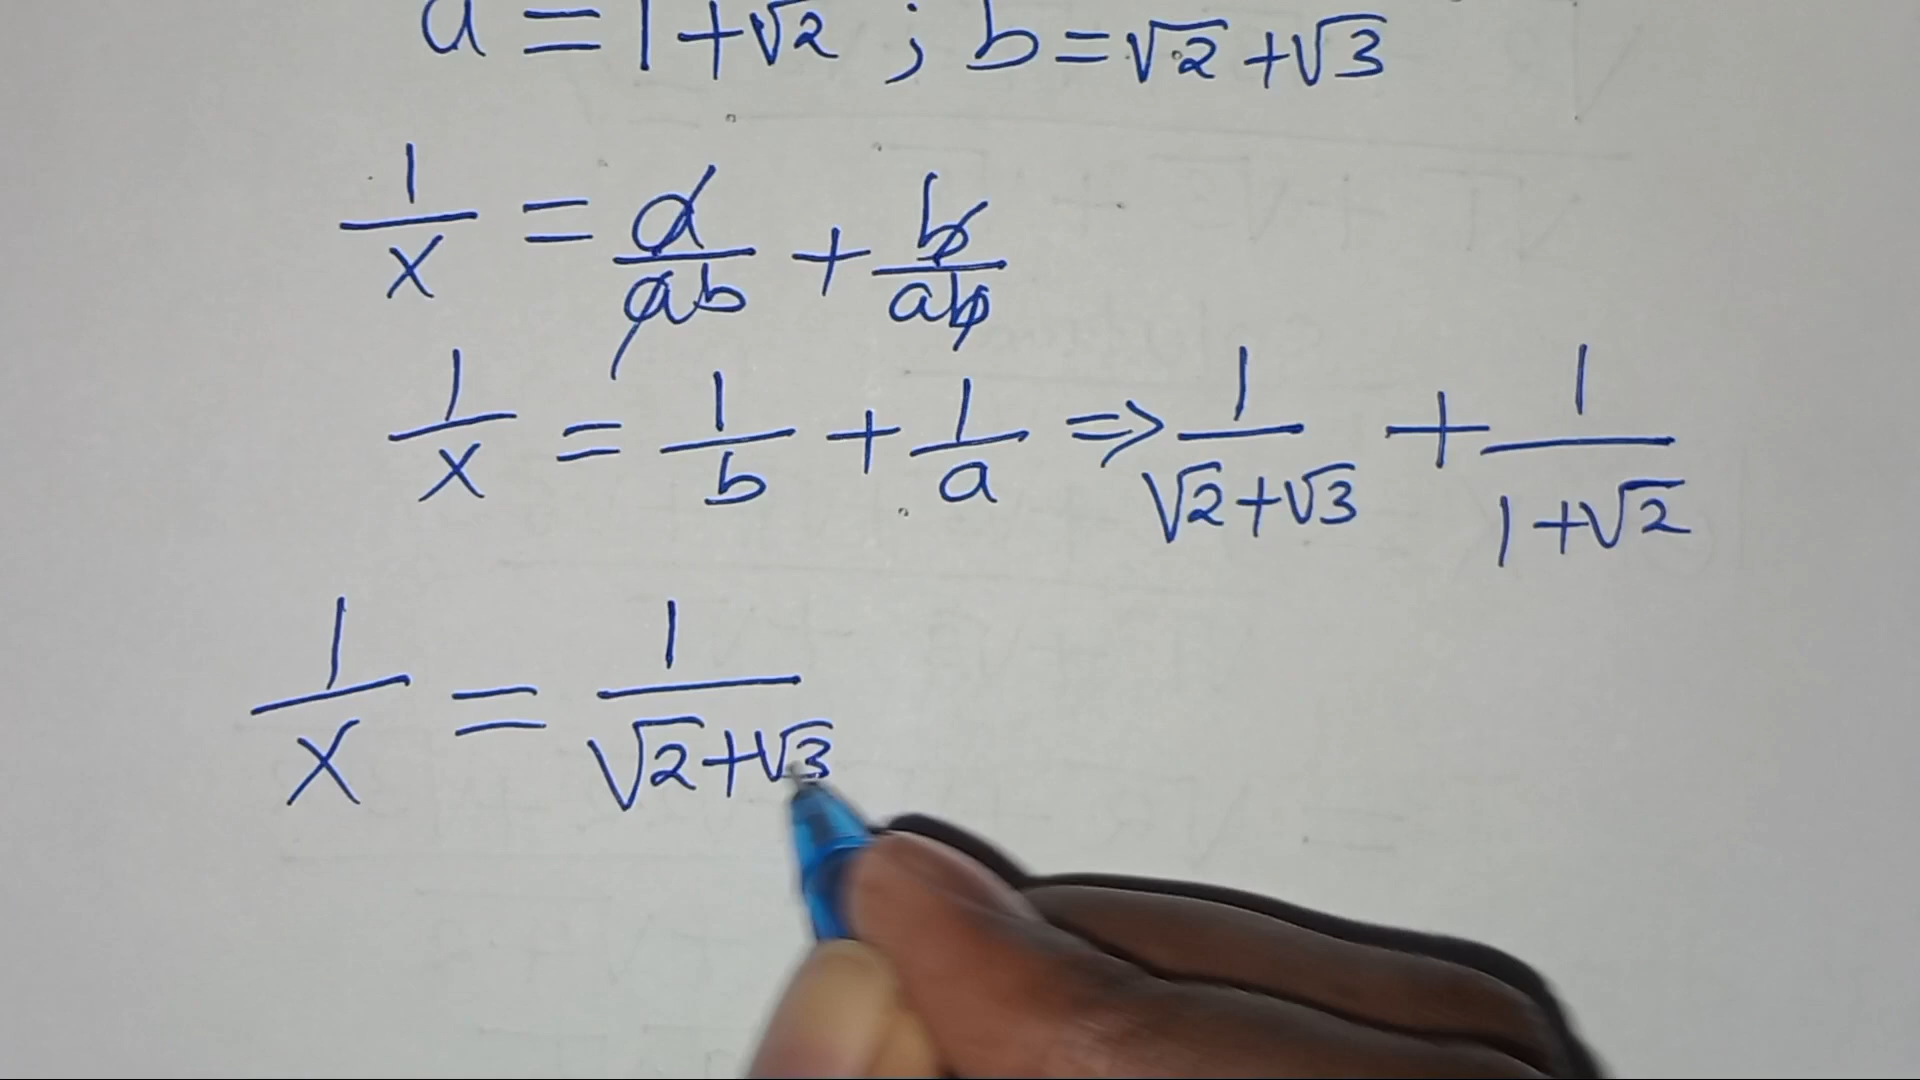 a = 1 + √2 ; b = √2 + √3
1/x = a/ab + b/ab
1/x = 1/b + 1/a ⇒ 1/(√2+√3) + 1/(1+√2)
1/x = 1/(√2+√3)